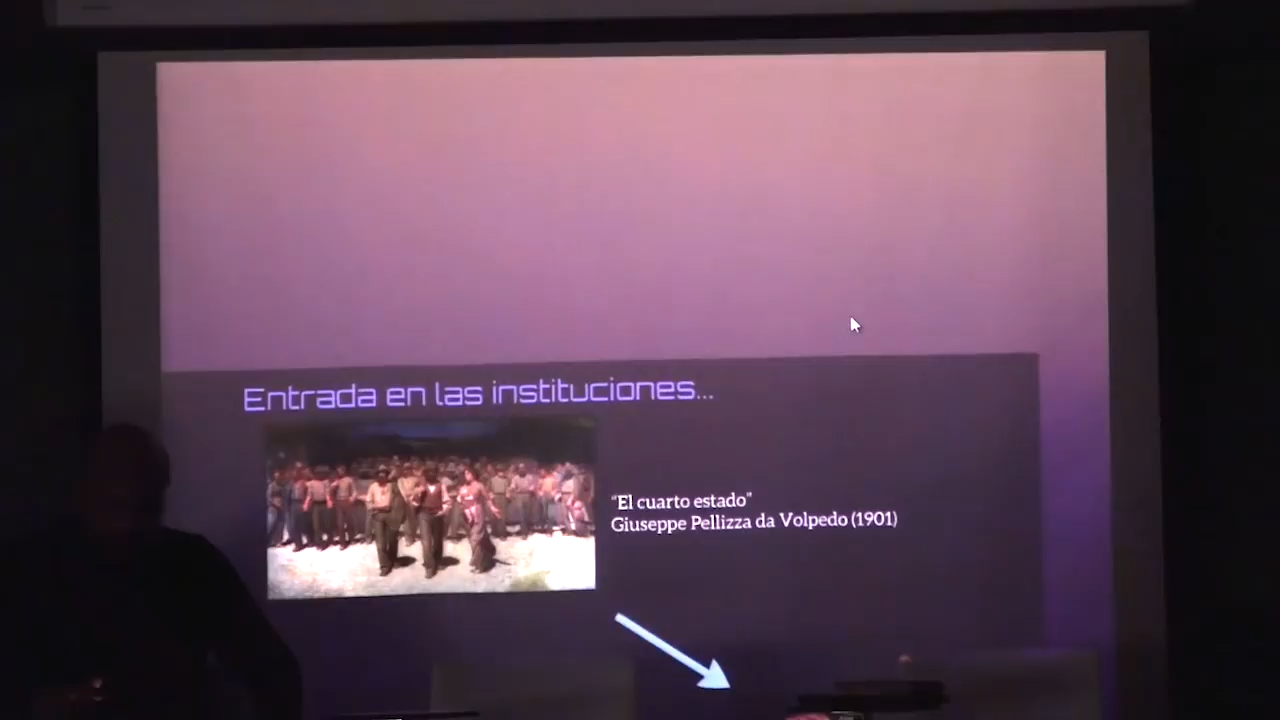 Entrada en las instituciones...
"El cuarto estado"
Giuseppe Pellizza da Volpedo (1901)